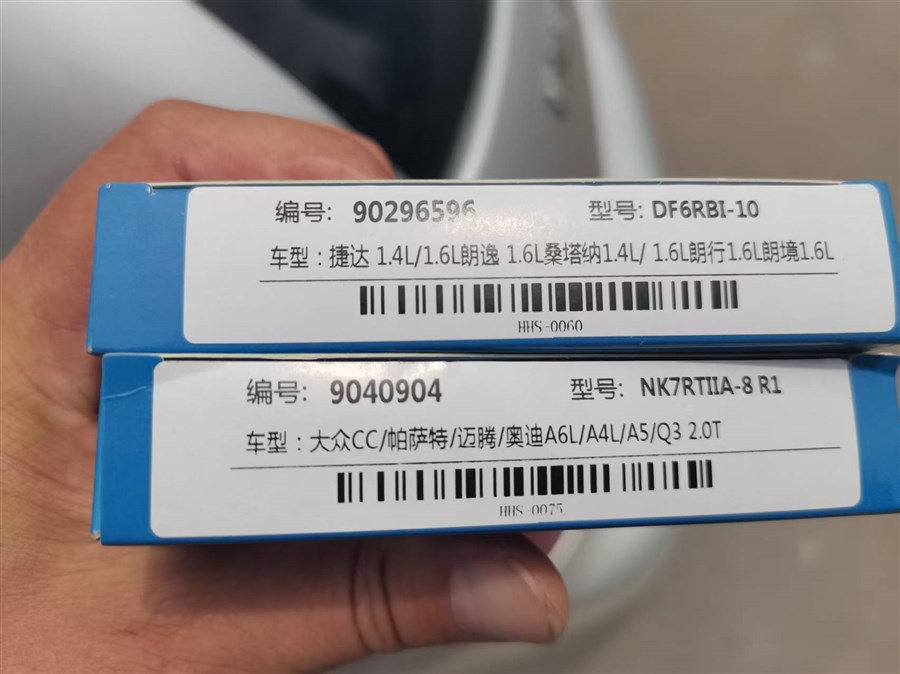 编号: 90296596 型号: DF6RBI-10
车型：捷达 1.4L/1.6L朗逸 1.6L桑塔纳1.4L/ 1.6L朗行1.6L朗境1.6L
HHS-0060
编号: 9040904 型号: NK7RTIIA-8 R1
车型：大众CC/帕萨特/迈腾/奥迪A6L/A4L/A5/Q3 2.0T
HHS-0075